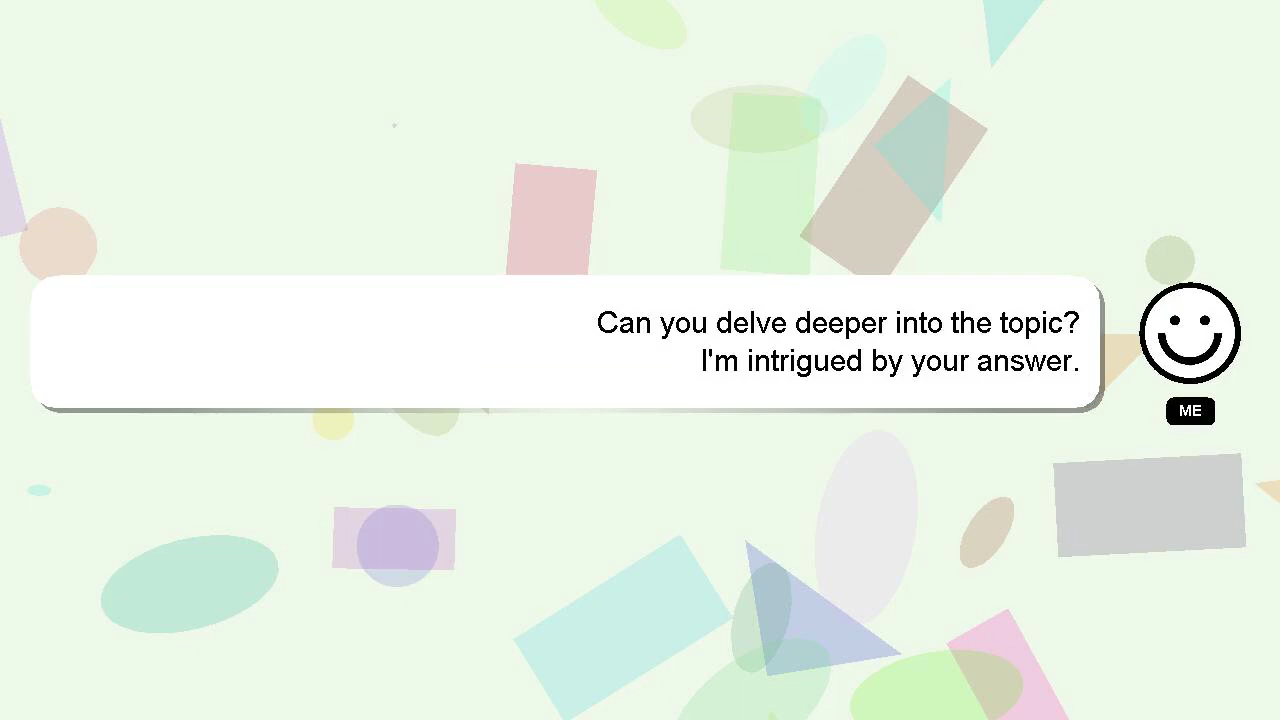 Can you delve deeper into the topic?
I'm intrigued by your answer.
ME